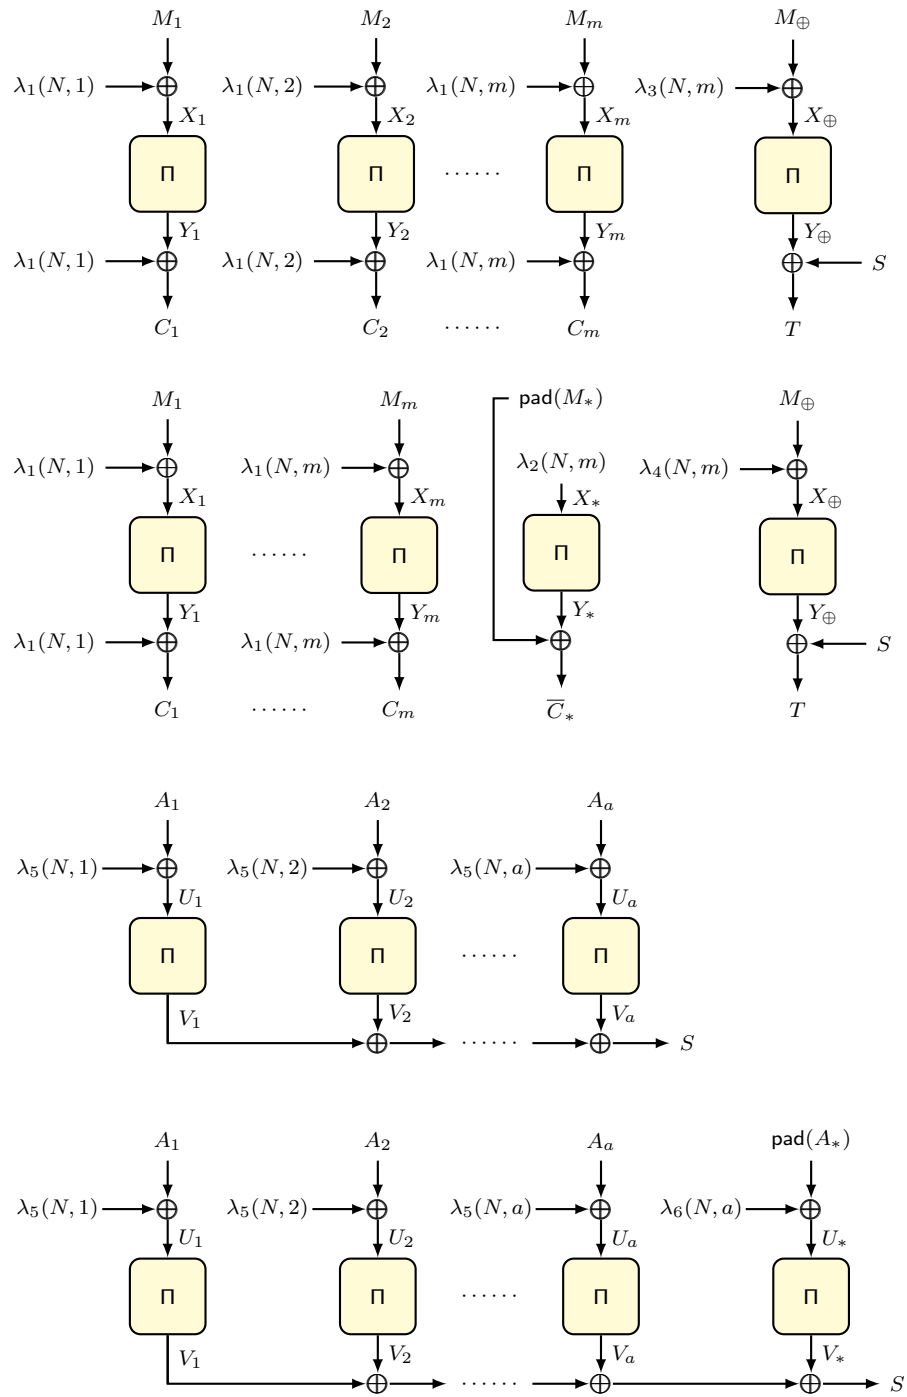 M_1 M_2 M_m M_⊕
λ_1(N, 1) λ_1(N, 2) λ_1(N, m) λ_3(N, m)
X_1 X_2 X_m X_⊕
Π Π ...... Π Π
Y_1 Y_2 Y_m Y_⊕
λ_1(N, 1) λ_1(N, 2) λ_1(N, m) S
C_1 C_2 ...... C_m T
M_1 M_m pad(M_*) M_⊕
λ_1(N, 1) λ_1(N, m) λ_2(N, m) λ_4(N, m)
X_1 X_m X_* X_⊕
Π ...... Π Π Π
Y_1 Y_m Y_* Y_⊕
λ_1(N, 1) λ_1(N, m) S
C_1 ...... C_m C̅_* T
A_1 A_2 A_a
λ_5(N, 1) λ_5(N, 2) λ_5(N, a)
U_1 U_2 U_a
Π Π ...... Π
V_1 V_2 V_a
...... S
A_1 A_2 A_a pad(A_*)
λ_5(N, 1) λ_5(N, 2) λ_5(N, a) λ_6(N, a)
U_1 U_2 U_a U_*
Π Π ...... Π Π
V_1 V_2 V_a V_*
...... S